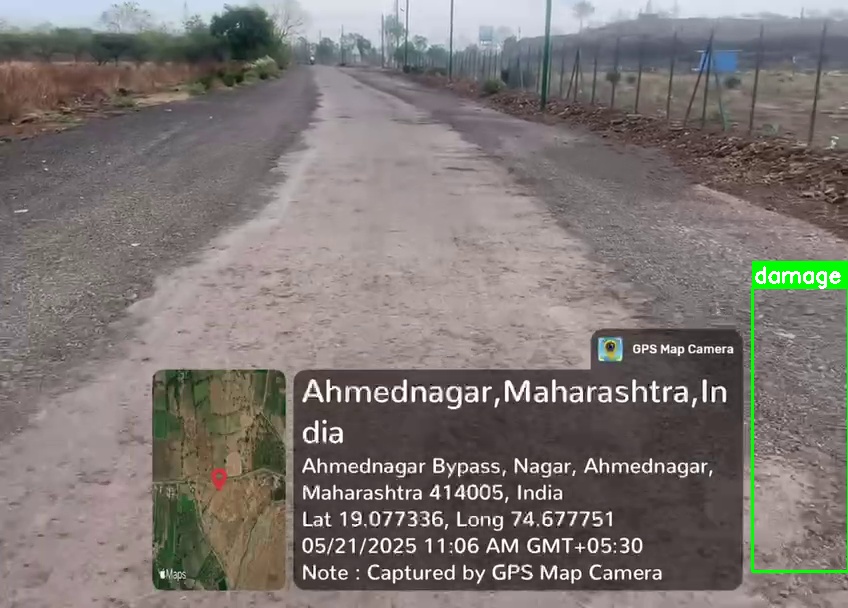 damage
GPS Map Camera
Ahmednagar,Maharashtra,In
dia
Ahmednagar Bypass, Nagar, Ahmednagar,
Maharashtra 414005, India
Lat 19.077336, Long 74.677751
05/21/2025 11:06 AM GMT+05:30
Note : Captured by GPS Map Camera
Maps